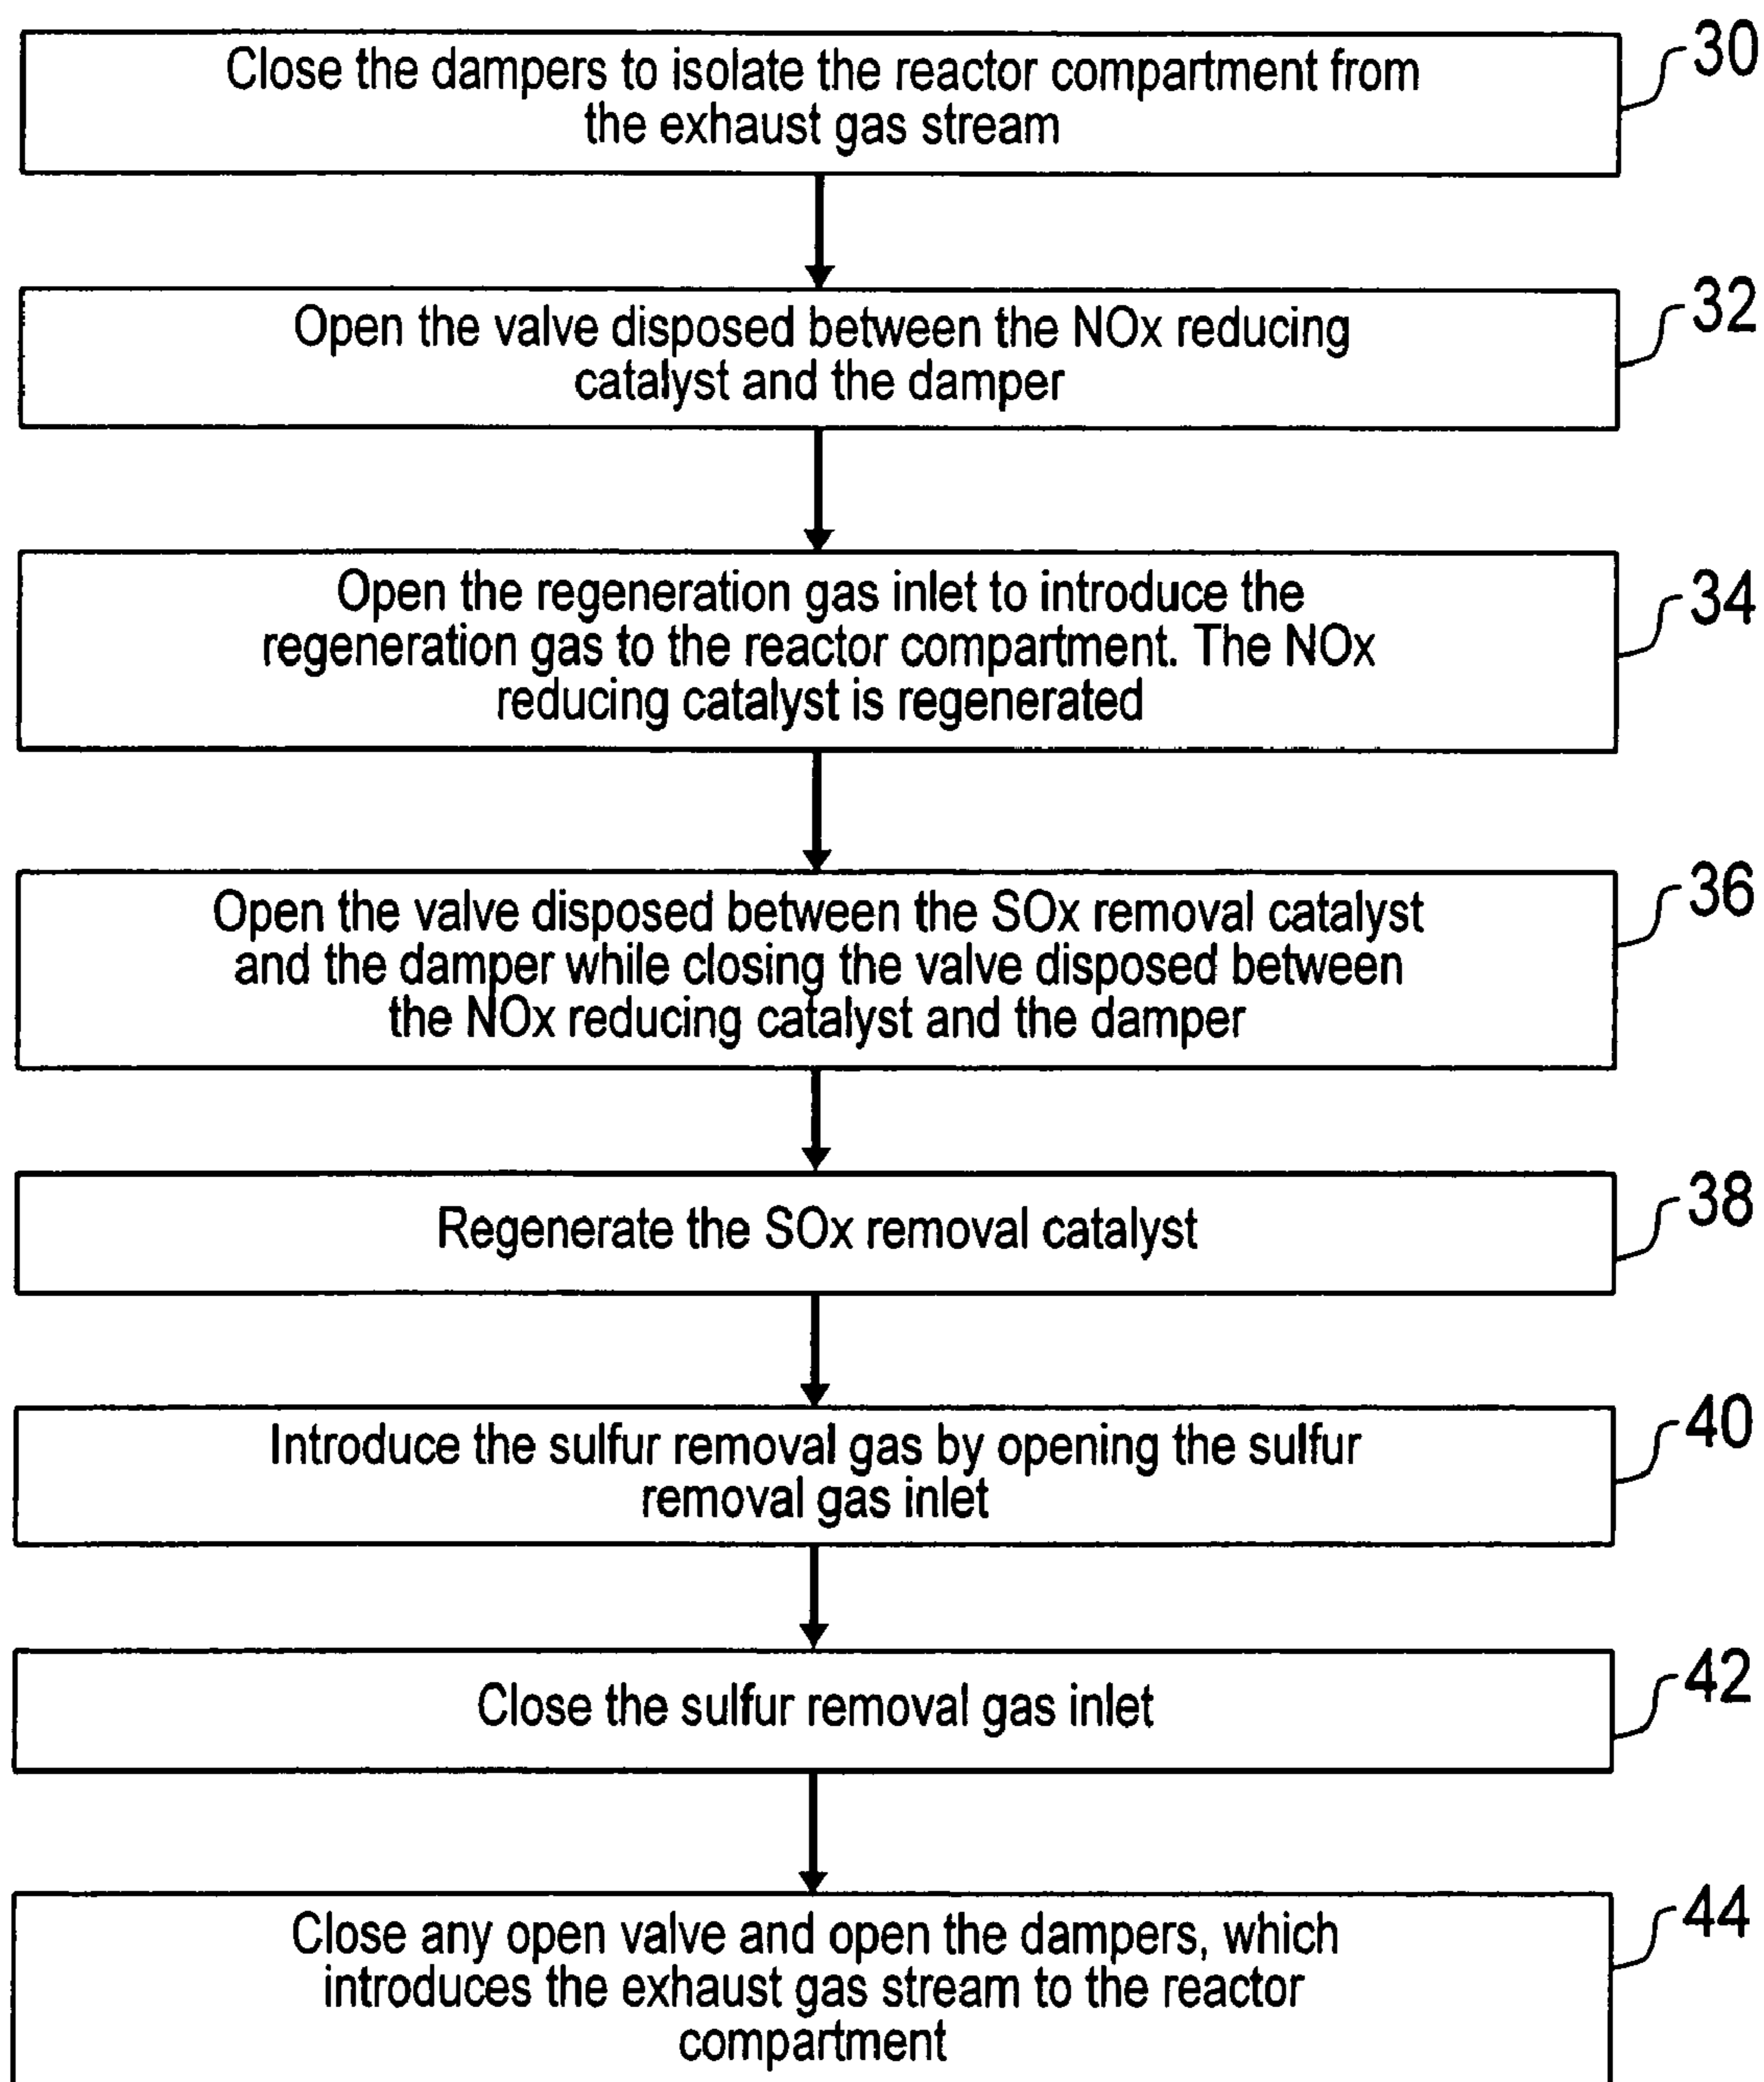 Close the dampers to isolate the reactor compartment from
the exhaust gas stream
30
Open the valve disposed between the NOx reducing
catalyst and the damper
32
Open the regeneration gas inlet to introduce the
regeneration gas to the reactor compartment. The NOx
reducing catalyst is regenerated
34
Open the valve disposed between the SOx removal catalyst
and the damper while closing the valve disposed between
the NOx reducing catalyst and the damper
36
Regenerate the SOx removal catalyst
38
Introduce the sulfur removal gas by opening the sulfur
removal gas inlet
40
Close the sulfur removal gas inlet
42
Close any open valve and open the dampers, which
introduces the exhaust gas stream to the reactor
compartment
44